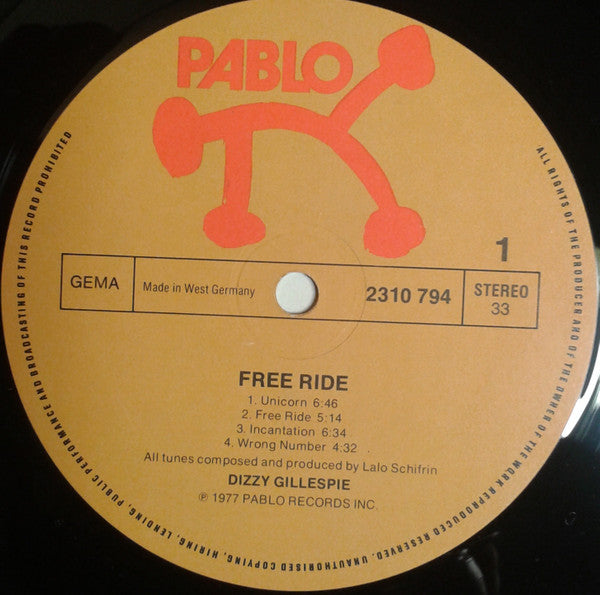 PABLO
1
GEMA
Made in West Germany
2310 794
STEREO
33
FREE RIDE
1. Unicorn 6:46
2. Free Ride 5:14
3. Incantation 6:34
4. Wrong Number 4:32
All tunes composed and produced by Lalo Schifrin
DIZZY GILLESPIE
℗ 1977 PABLO RECORDS INC.
ALL RIGHTS OF THE PRODUCER AND OF THE OWNER OF THE WORK REPRODUCED RESERVED. UNAUTHORISED COPYING, HIRING, LENDING, PUBLIC PERFORMANCE AND BROADCASTING OF THIS RECORD PROHIBITED